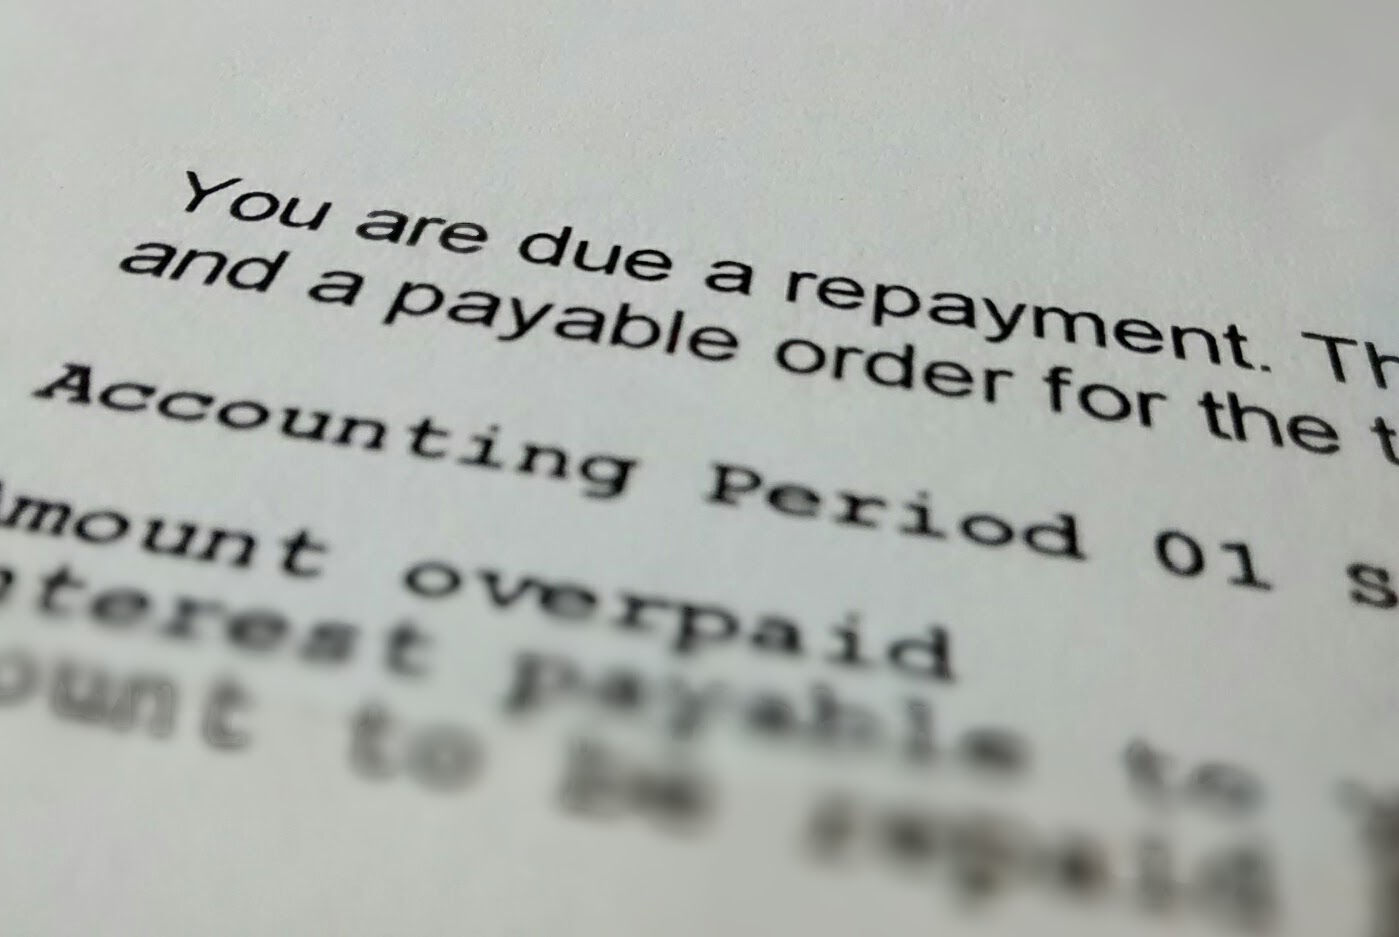 You are due a repayment. Th
and a payable order for the t
Accounting Period 01 S
mount overpaid
nterest payable to
ount to be repaid